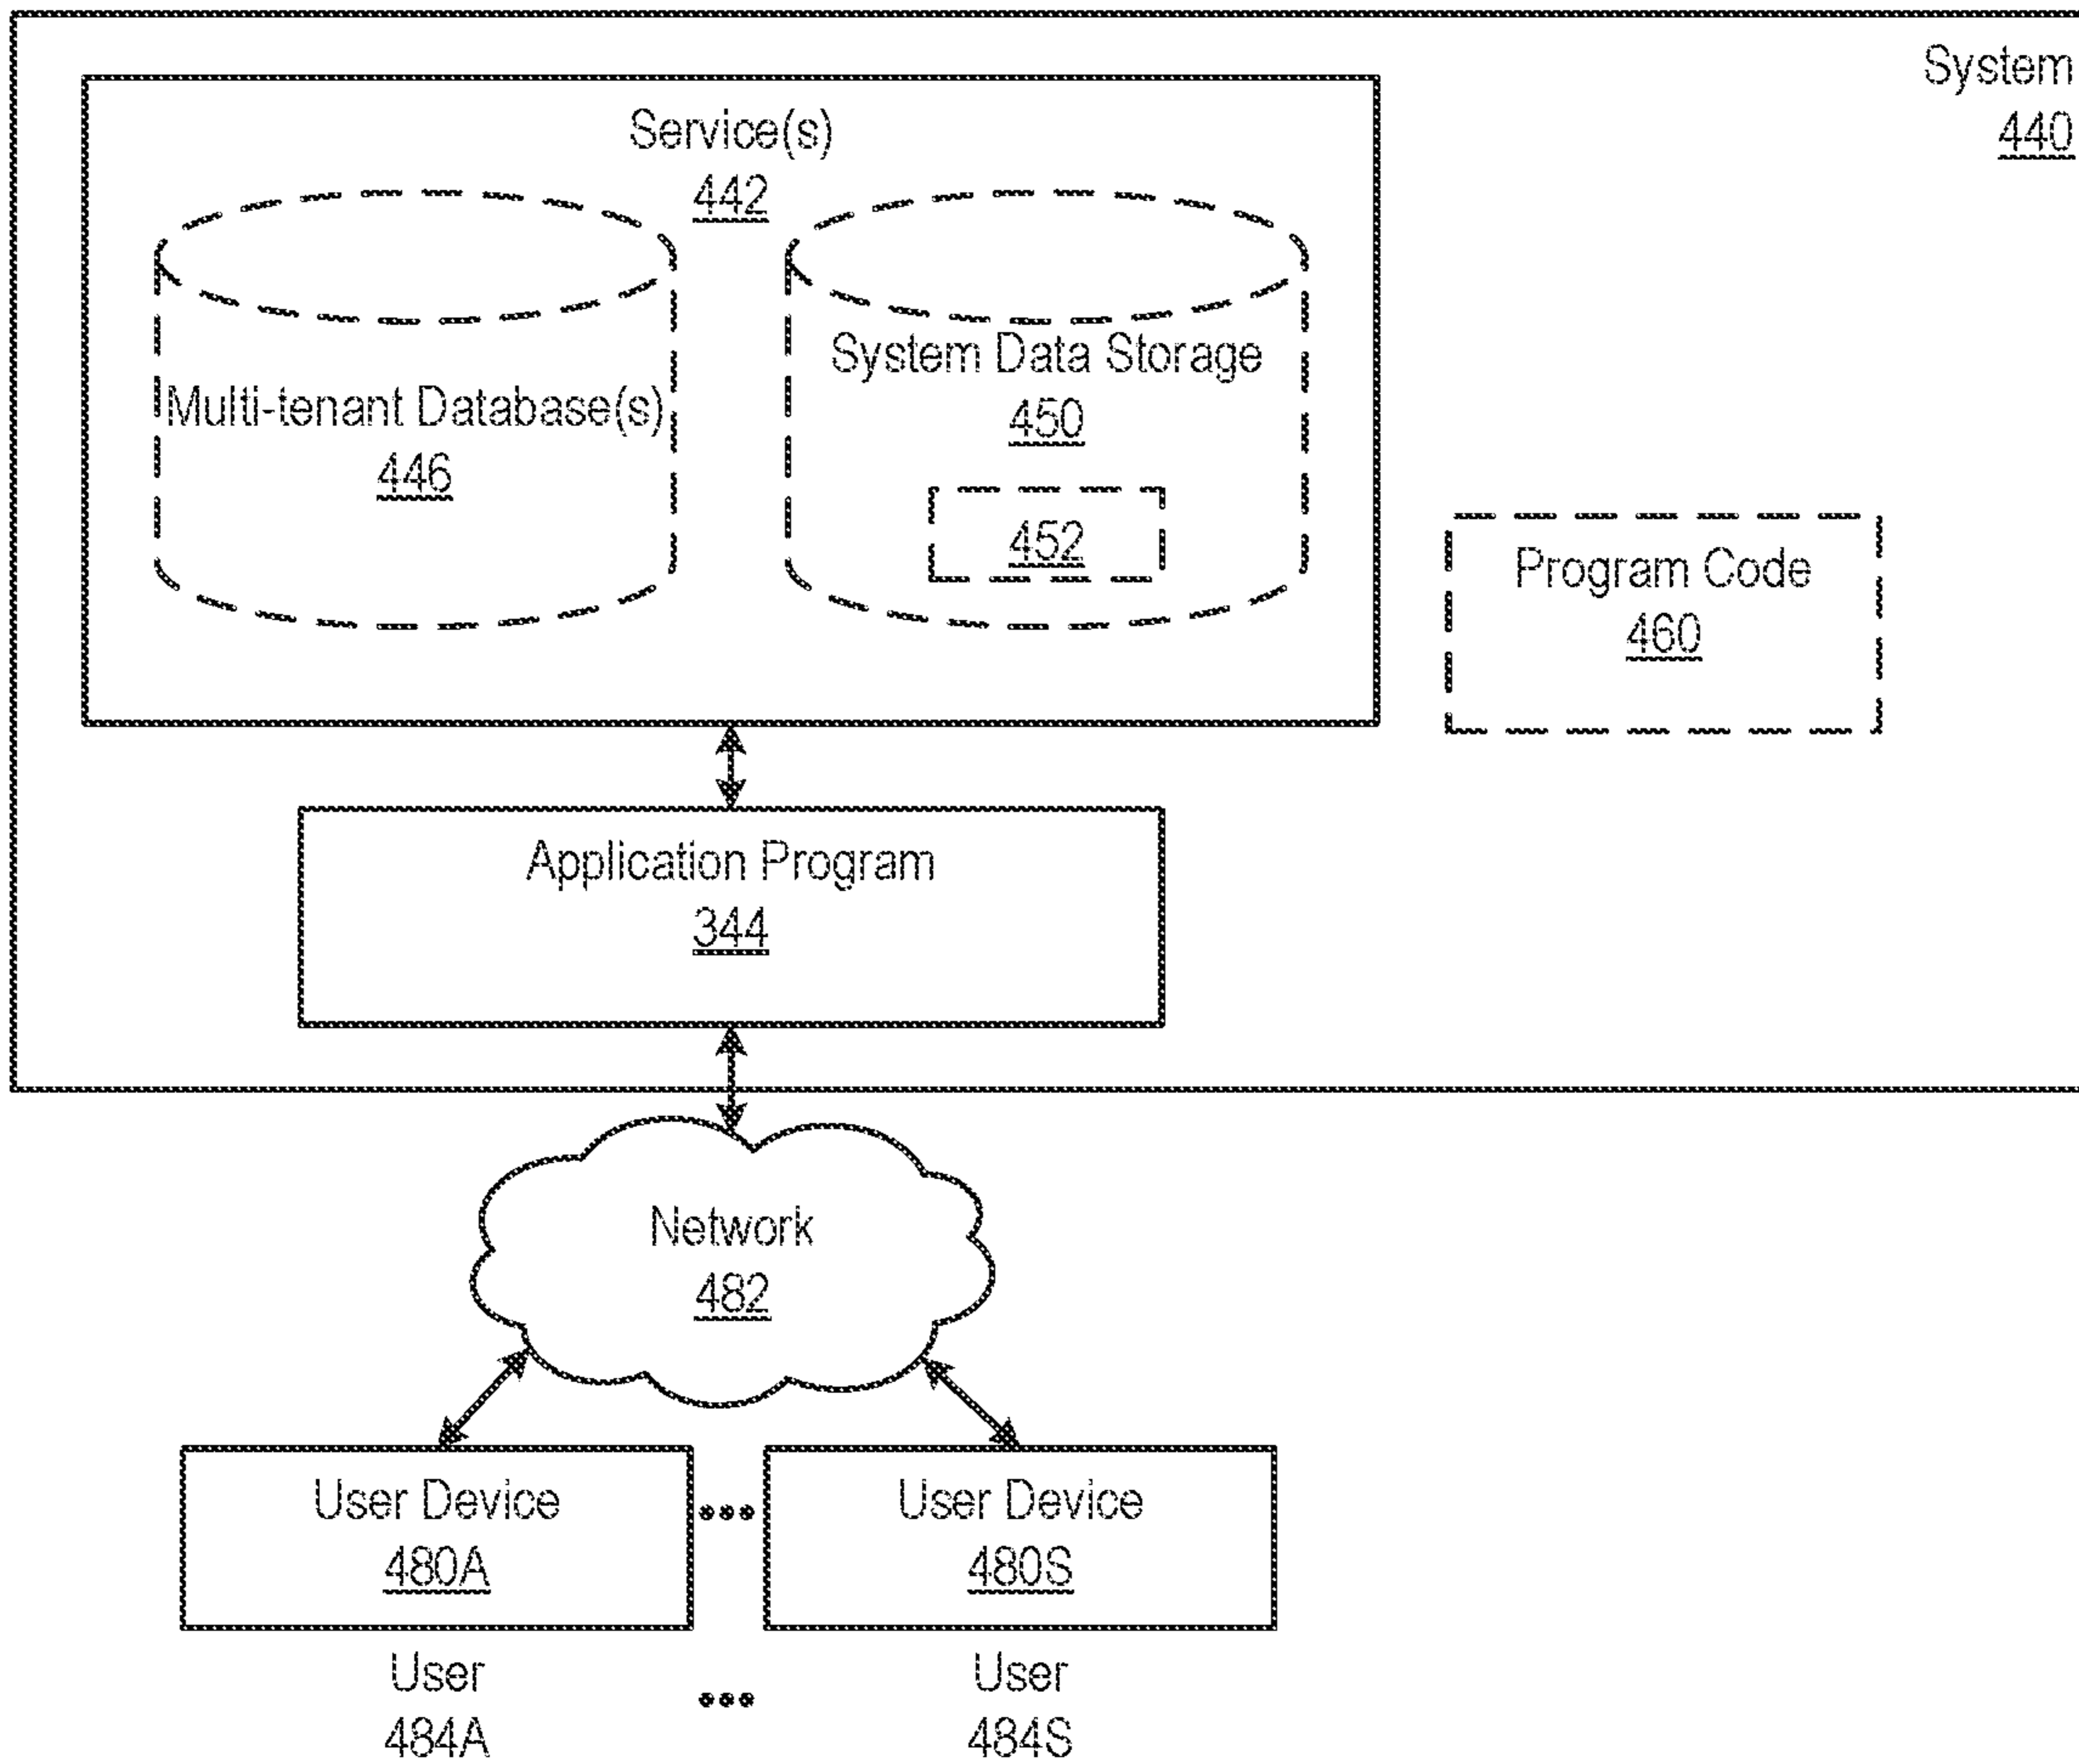 System
440
Service(s)
442
Multi-tenant Database(s)
446
System Data Storage
450
452
Program Code
460
Application Program
344
Network
482
User Device
480A
•••
User Device
480S
User
484A
•••
User
484S